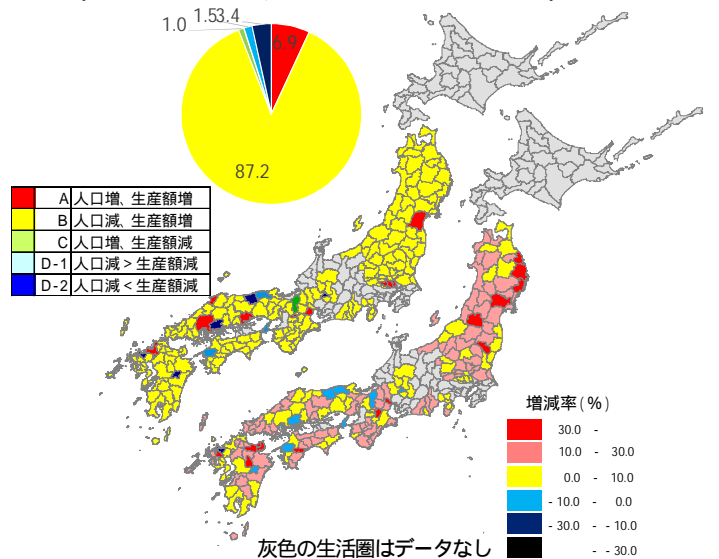 1.0
1.53.4
6.9
87.2
A 人口増、生産額増
B 人口減、生産額増
C 人口増、生産額減
D-1 人口減>生産額減
D-2 人口減<生産額減
増減率(%)
30.0 -
10.0 - 30.0
0.0 - 10.0
- 10.0 - 0.0
- 30.0 - - 10.0
- - 30.0
灰色の生活圏はデータなし